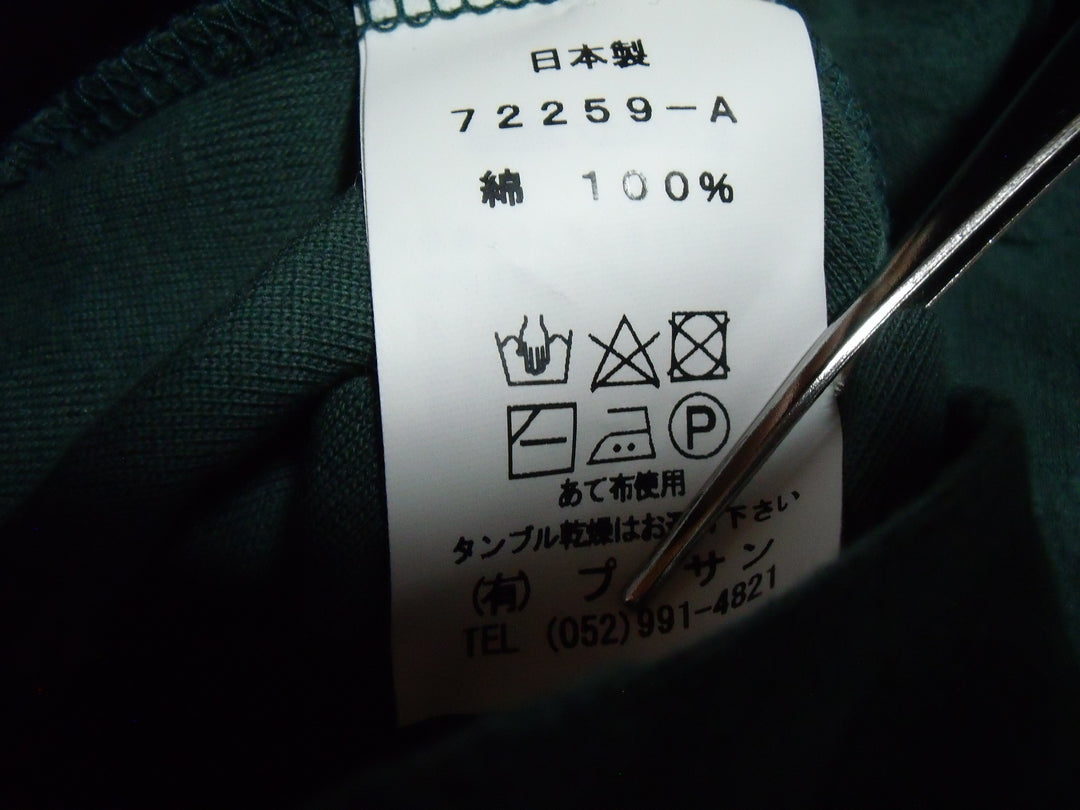 日本製
72259-A
綿 100%
P
あて布使用
タンブル乾燥はお 下さい
(有) プ サン
TEL (052)991-4821